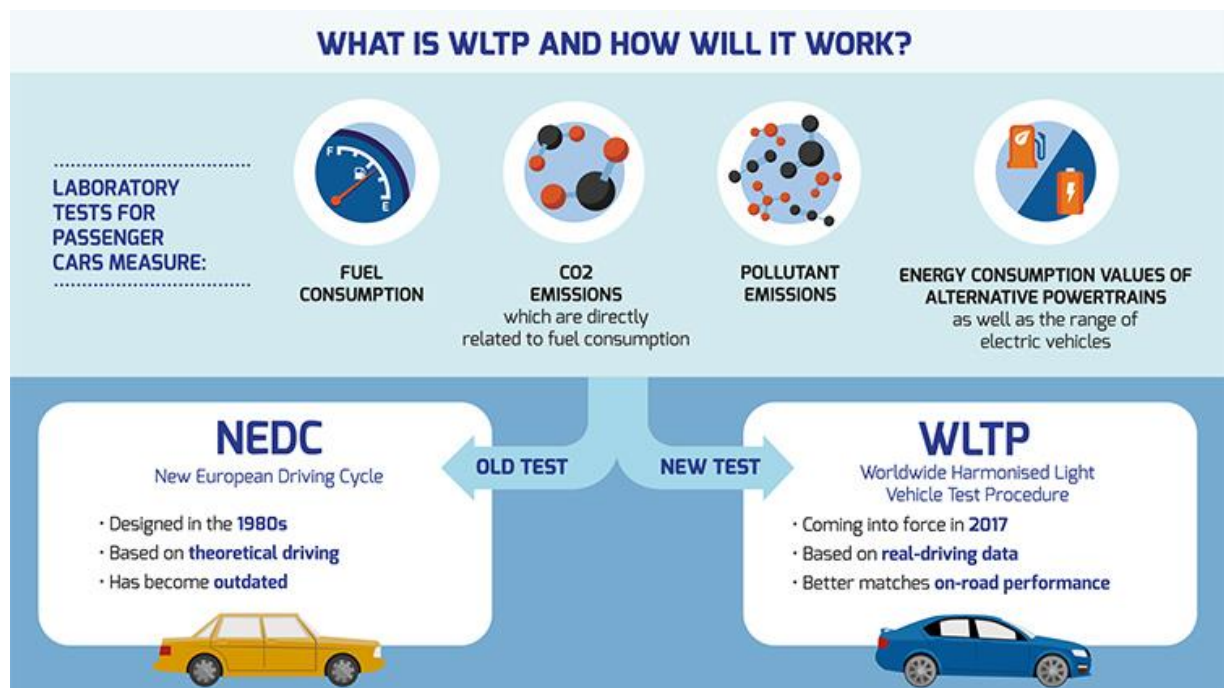 WHAT IS WLTP AND HOW WILL IT WORK?
LABORATORY
TESTS FOR
PASSENGER
CARS MEASURE:
F
E
FUEL
CONSUMPTION
CO2
EMISSIONS
which are directly
related to fuel consumption
POLLUTANT
EMISSIONS
ENERGY CONSUMPTION VALUES OF
ALTERNATIVE POWERTRAINS
as well as the range of
electric vehicles
OLD TEST
NEW TEST
NEDC
New European Driving Cycle
· Designed in the 1980s
· Based on theoretical driving
· Has become outdated
WLTP
Worldwide Harmonised Light
Vehicle Test Procedure
· Coming into force in 2017
· Based on real-driving data
· Better matches on-road performance